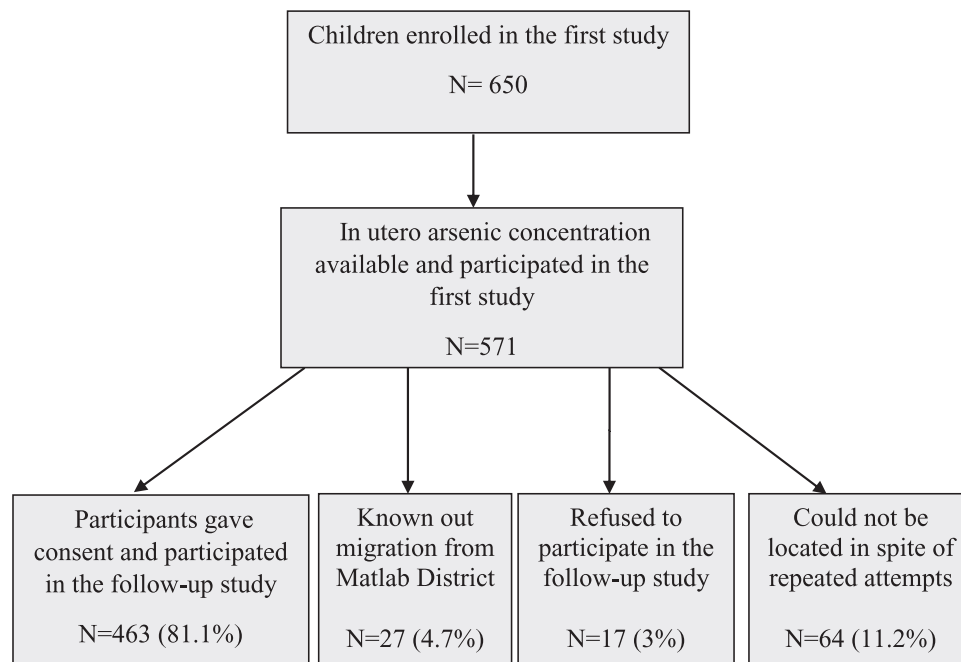 Children enrolled in the first study
N= 650
In utero arsenic concentration
available and participated in the
first study
N=571
Participants gave
consent and participated
in the follow-up study
N=463 (81.1%)
Known out
migration from
Matlab District
N=27 (4.7%)
Refused to
participate in the
follow-up study
N=17 (3%)
Could not be
located in spite of
repeated attempts
N=64 (11.2%)